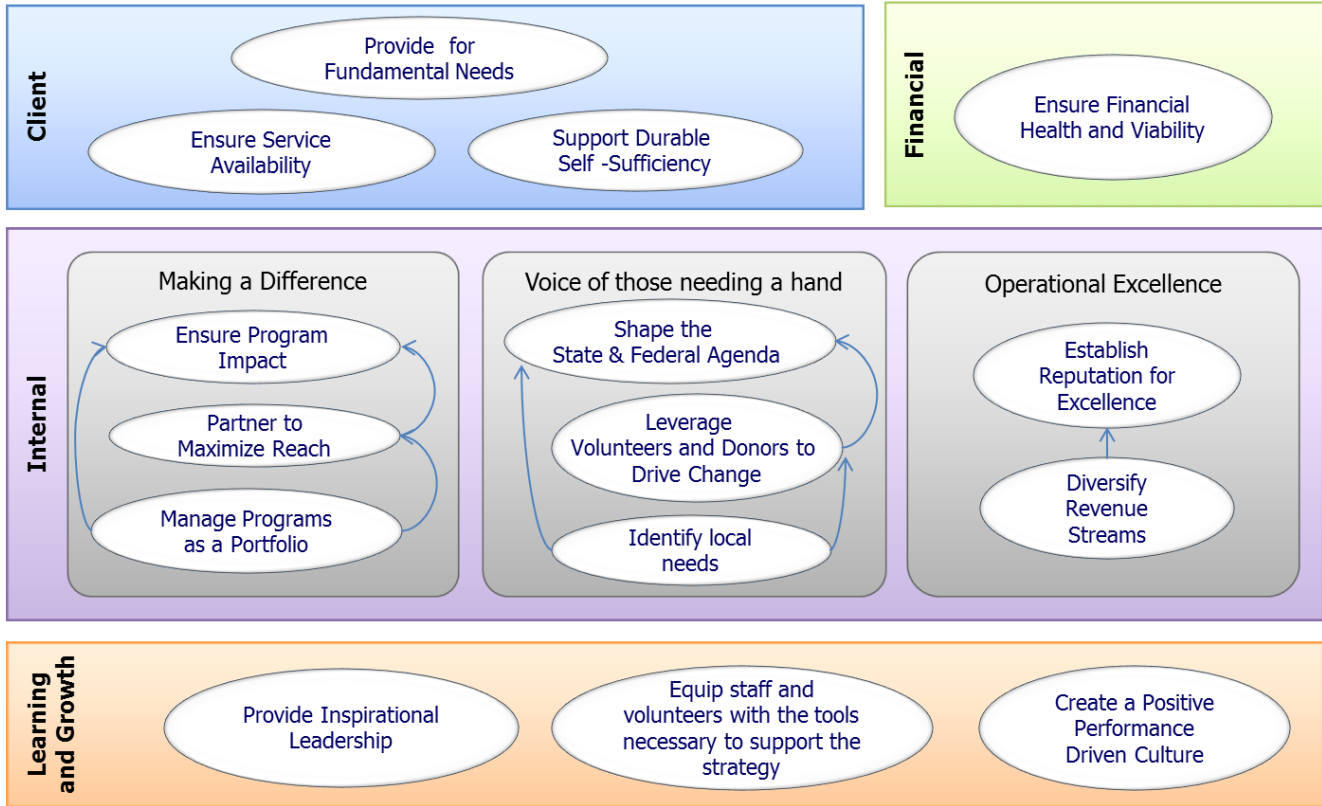 Client
Provide for
Fundamental Needs
Ensure Service
Availability
Support Durable
Self -Sufficiency
Financial
Ensure Financial
Health and Viability
Internal
Making a Difference
Ensure Program
Impact
Partner to
Maximize Reach
Manage Programs
as a Portfolio
Voice of those needing a hand
Shape the
State & Federal Agenda
Leverage
Volunteers and Donors to
Drive Change
Identify local
needs
Operational Excellence
Establish
Reputation for
Excellence
Diversify
Revenue
Streams
Learning
and Growth
Provide Inspirational
Leadership
Equip staff and
volunteers with the tools
necessary to support the
strategy
Create a Positive
Performance
Driven Culture